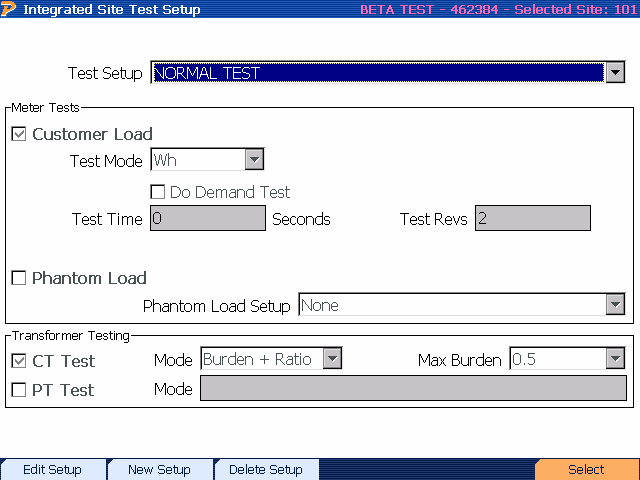 Integrated Site Test Setup BETA TEST - 462384 - Selected Site: 101
Test Setup NORMAL TEST
Meter Tests
Customer Load
Test Mode Wh
Do Demand Test
Test Time 0 Seconds Test Revs 2
Phantom Load
Phantom Load Setup None
Transformer Testing
CT Test Mode Burden + Ratio Max Burden 0.5
PT Test Mode
Edit Setup New Setup Delete Setup Select